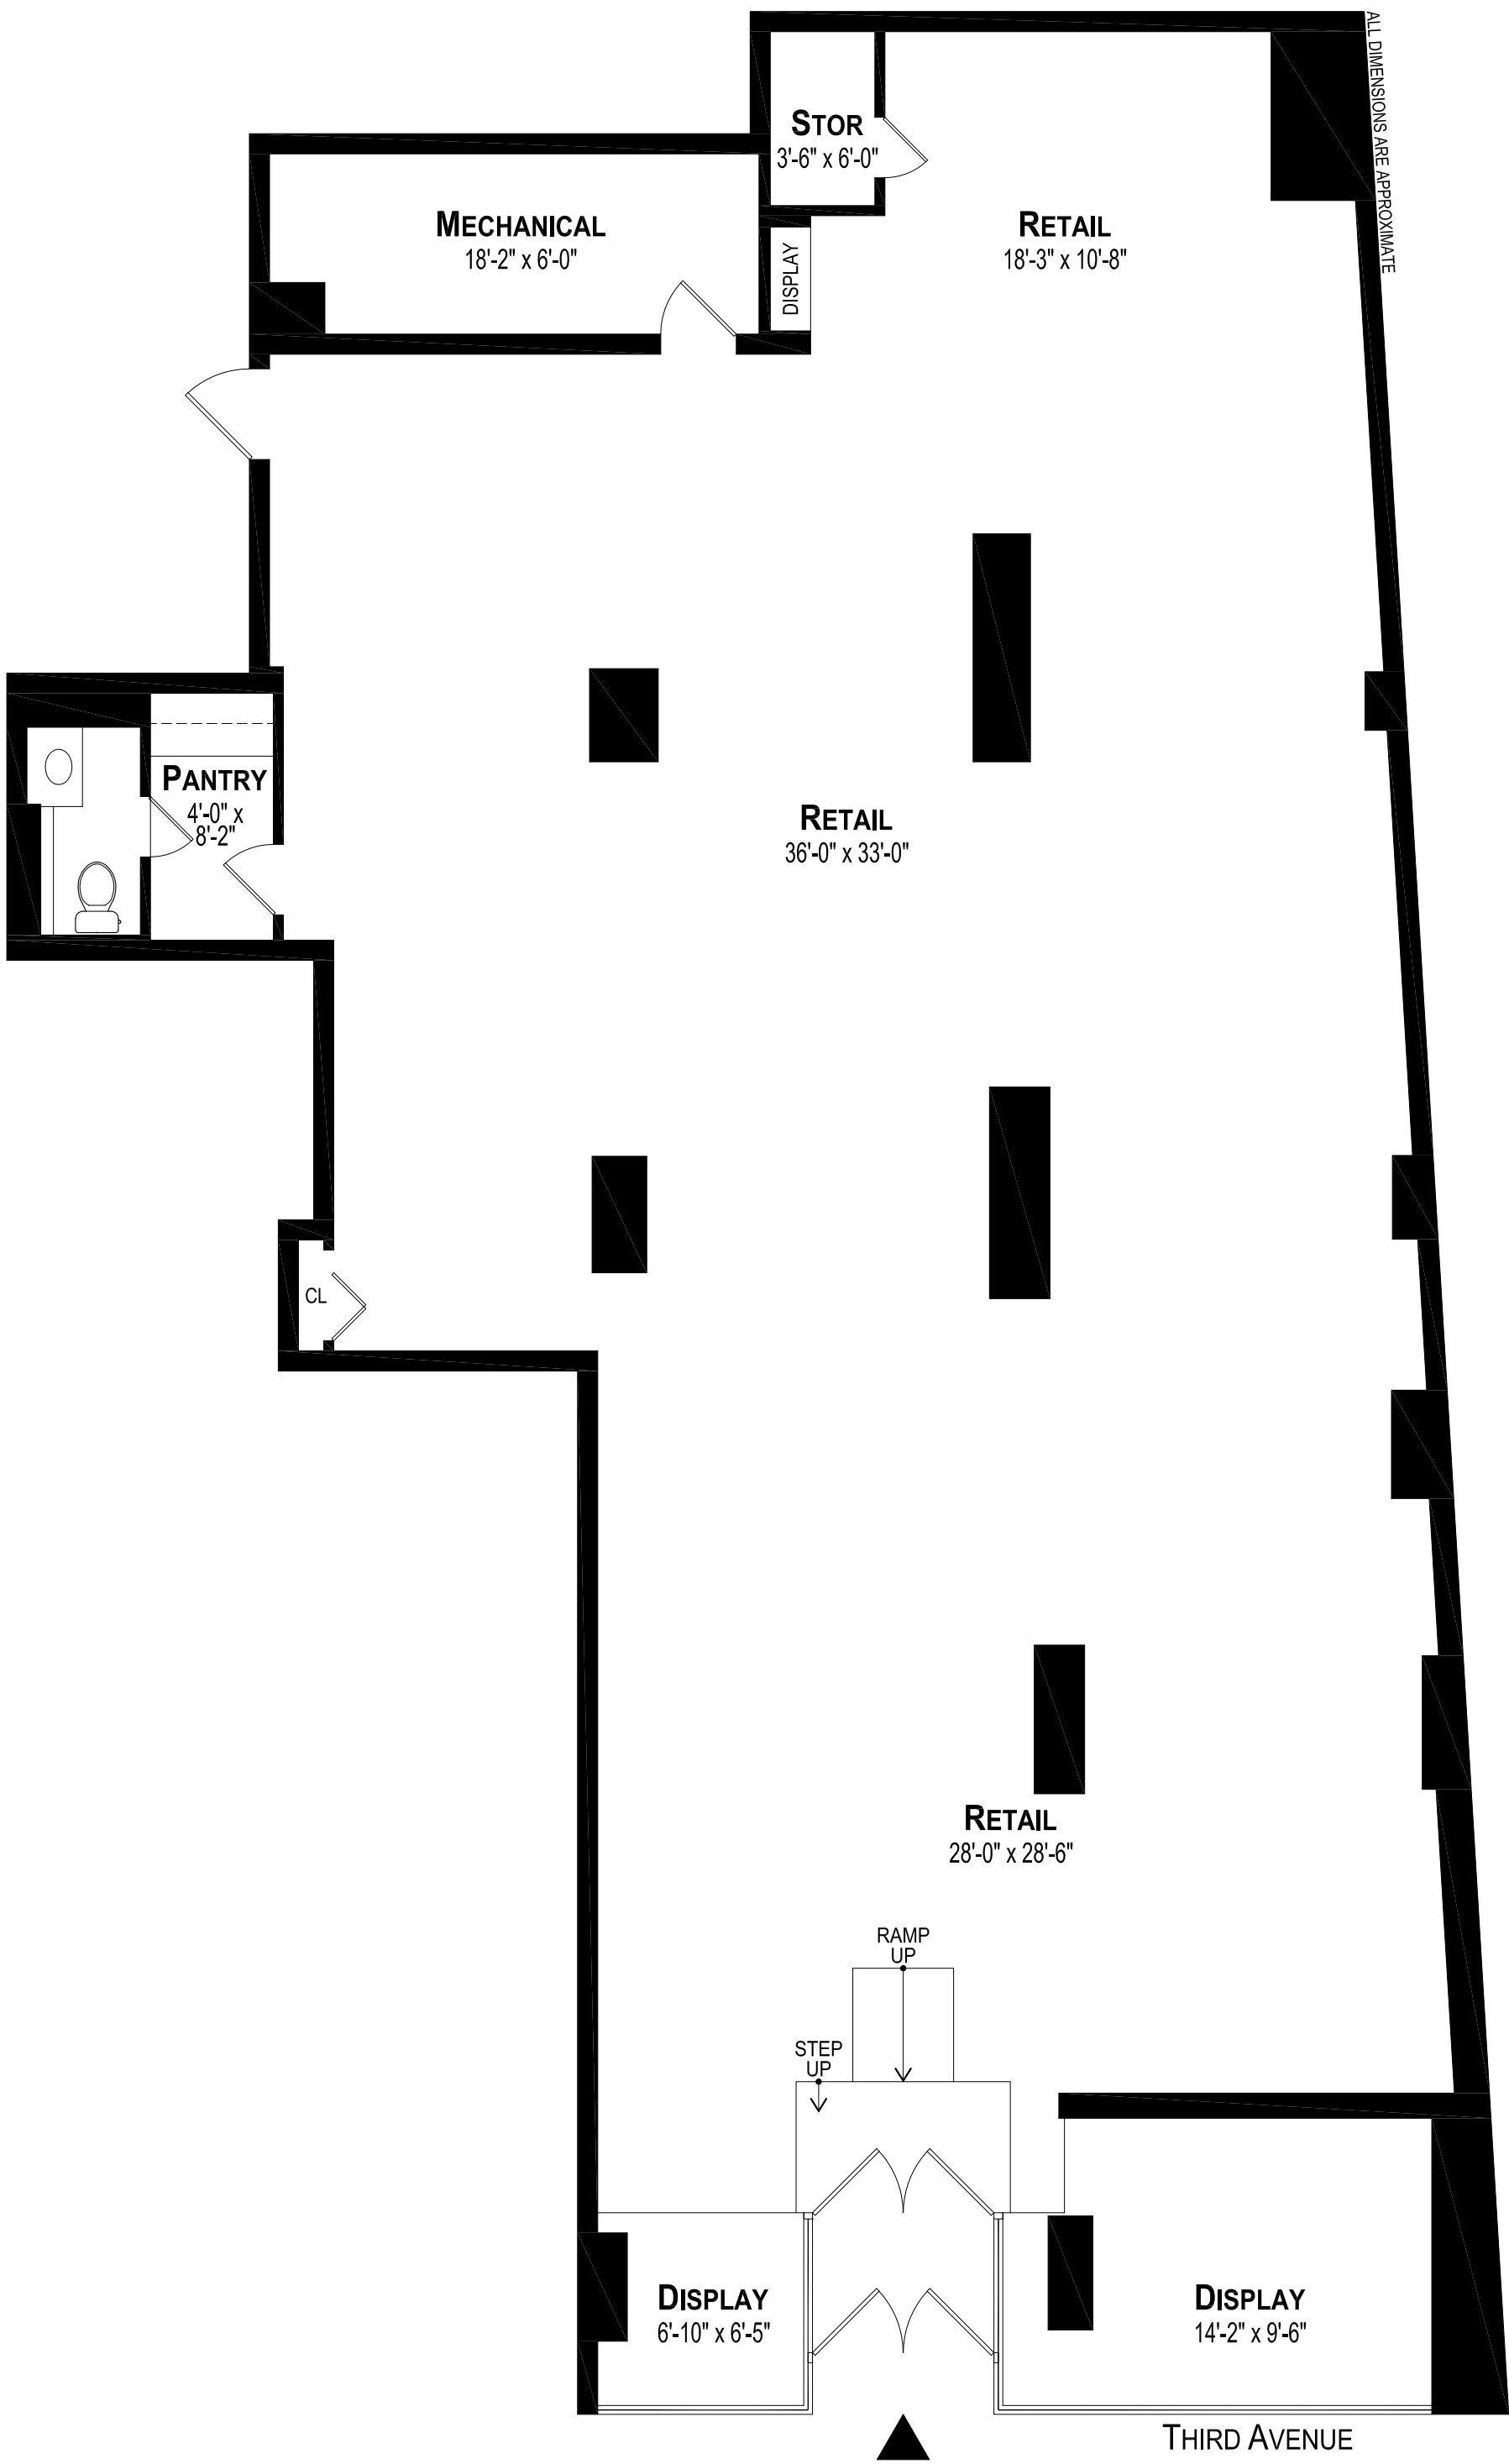 ALL DIMENSIONS ARE APPROXIMATE
STOR
3'-6" x 6'-0"
MECHANICAL
18'-2" x 6'-0"
RETAIL
18'-3" x 10'-8"
DISPLAY
PANTRY
4'-0" x
8'-2"
RETAIL
36'-0" x 33'-0"
CL
RETAIL
28'-0" x 28'-6"
RAMP
UP
STEP
UP
DISPLAY
6'-10" x 6'-5"
DISPLAY
14'-2" x 9'-6"
THIRD AVENUE